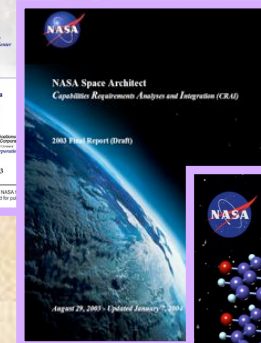 NASA
NASA Space Architect
Capabilities Requirements Analyses and Integration (CRAI)
2003 Final Report (Draft)
August 29, 2003 - Updated January 7, 2004
NASA